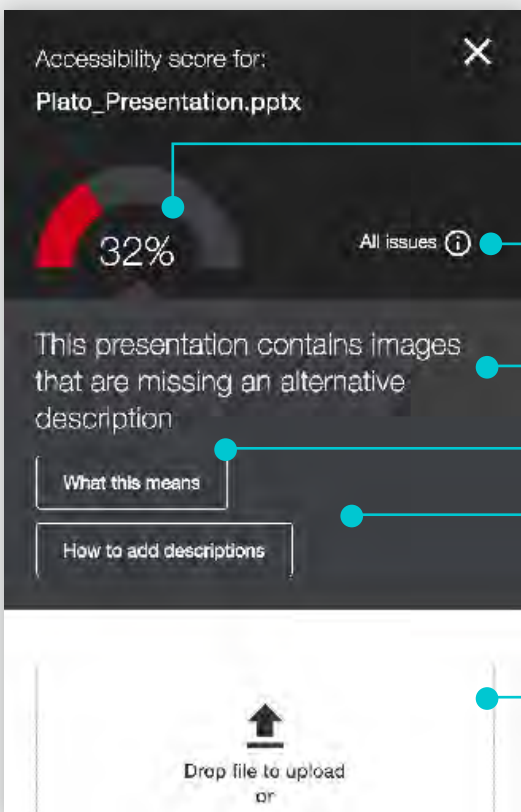 Accessibility score for:
Plato_Presentation.pptx
32%
All issues
This presentation contains images
that are missing an alternative
description
What this means
How to add descriptions
Drop file to upload
or